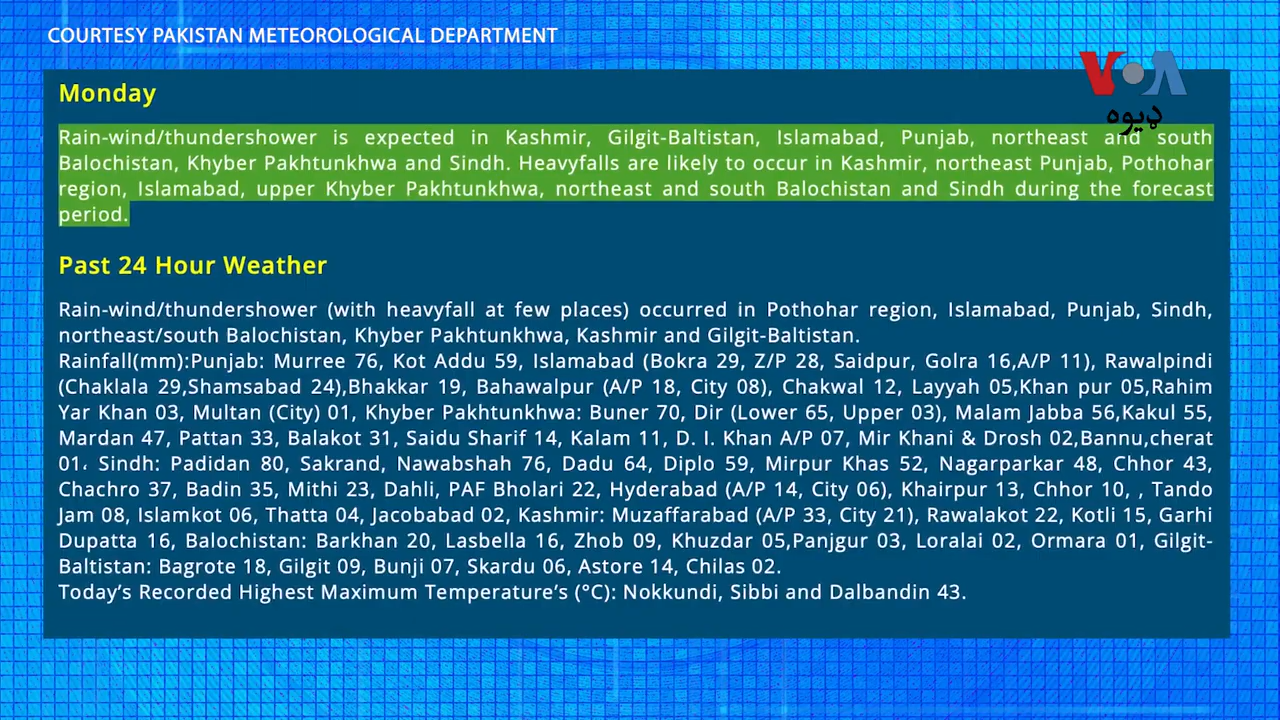 COURTESY PAKISTAN METEOROLOGICAL DEPARTMENT
VOA
ډیوه
Monday
Rain-wind/thundershower is expected in Kashmir, Gilgit-Baltistan, Islamabad, Punjab, northeast and south
Balochistan, Khyber Pakhtunkhwa and Sindh. Heavyfalls are likely to occur in Kashmir, northeast Punjab, Pothohar
region, Islamabad, upper Khyber Pakhtunkhwa, northeast and south Balochistan and Sindh during the forecast
period.
Past 24 Hour Weather
Rain-wind/thundershower (with heavyfall at few places) occurred in Pothohar region, Islamabad, Punjab, Sindh,
northeast/south Balochistan, Khyber Pakhtunkhwa, Kashmir and Gilgit-Baltistan.
Rainfall(mm):Punjab: Murree 76, Kot Addu 59, Islamabad (Bokra 29, Z/P 28, Saidpur, Golra 16,A/P 11), Rawalpindi
(Chaklala 29,Shamsabad 24),Bhakkar 19, Bahawalpur (A/P 18, City 08), Chakwal 12, Layyah 05,Khan pur 05,Rahim
Yar Khan 03, Multan (City) 01, Khyber Pakhtunkhwa: Buner 70, Dir (Lower 65, Upper 03), Malam Jabba 56,Kakul 55,
Mardan 47, Pattan 33, Balakot 31, Saidu Sharif 14, Kalam 11, D. I. Khan A/P 07, Mir Khani & Drosh 02,Bannu,cherat
01، Sindh: Padidan 80, Sakrand, Nawabshah 76, Dadu 64, Diplo 59, Mirpur Khas 52, Nagarparkar 48, Chhor 43,
Chachro 37, Badin 35, Mithi 23, Dahli, PAF Bholari 22, Hyderabad (A/P 14, City 06), Khairpur 13, Chhor 10, , Tando
Jam 08, Islamkot 06, Thatta 04, Jacobabad 02, Kashmir: Muzaffarabad (A/P 33, City 21), Rawalakot 22, Kotli 15, Garhi
Dupatta 16, Balochistan: Barkhan 20, Lasbella 16, Zhob 09, Khuzdar 05,Panjgur 03, Loralai 02, Ormara 01, Gilgit-
Baltistan: Bagrote 18, Gilgit 09, Bunji 07, Skardu 06, Astore 14, Chilas 02.
Today’s Recorded Highest Maximum Temperature’s (°C): Nokkundi, Sibbi and Dalbandin 43.